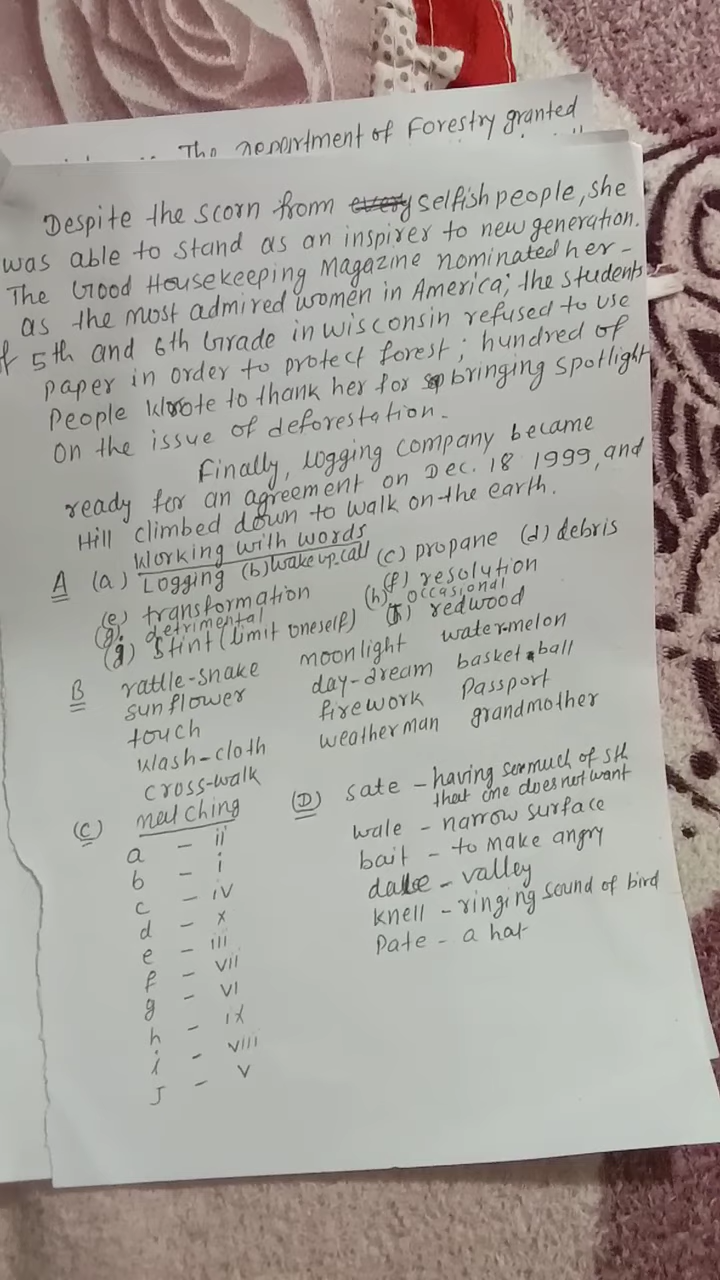 The Department of Forestry granted
Despite the scorn from every selfish people, she
was able to stand as an inspirer to new generation.
The Good Housekeeping Magazine nominated her -
as the most admired women in America; the students
of 5th and 6th Grade in wisconsin refused to use
paper in order to protect forest; hundred of
People wrote to thank her for bringing spotlight
on the issue of deforestation.
Finally, logging company became
ready for an agreement on Dec. 18 1999, and
Hill climbed down to walk on the earth.
Working with words
A (a) Logging (b) wake up call (c) propane (d) debris
(e) transformation (f) resolution
(g) detrimental (h) occasional
(g) stint (limit oneself) redwood
B rattle-snake moonlight water-melon
sunflower day-dream basket ball
touch firework Passport
wash-cloth weatherman grandmother
cross-walk
(C) Matching
a - ii
b - i
c - iv
d - x
e - iii
f - vii
g - vi
h - ix
i - viii
J - v
(D) sate - having much of sth
that one does not want
wale - narrow surface
bait - to make angry
dale - valley
knell - ringing sound of bird
Pate - a hat